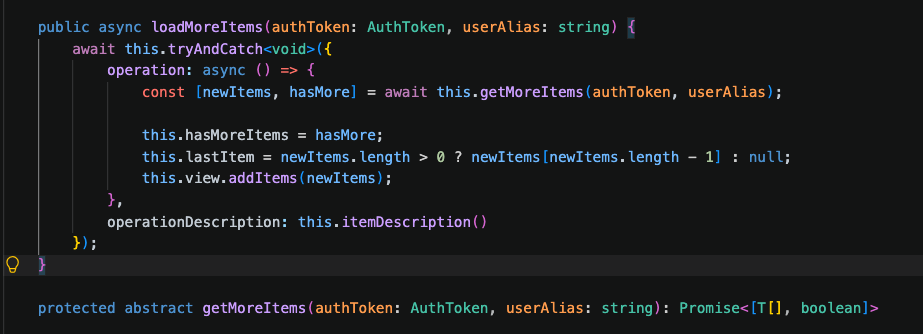 public async loadMoreItems(authToken: AuthToken, userAlias: string) {
await this.tryAndCatch<void>({
operation: async () => {
const [newItems, hasMore] = await this.getMoreItems(authToken, userAlias);
this.hasMoreItems = hasMore;
this.lastItem = newItems.length > 0 ? newItems[newItems.length - 1] : null;
this.view.addItems(newItems);
},
operationDescription: this.itemDescription()
});
}
protected abstract getMoreItems(authToken: AuthToken, userAlias: string): Promise<[T[], boolean]>